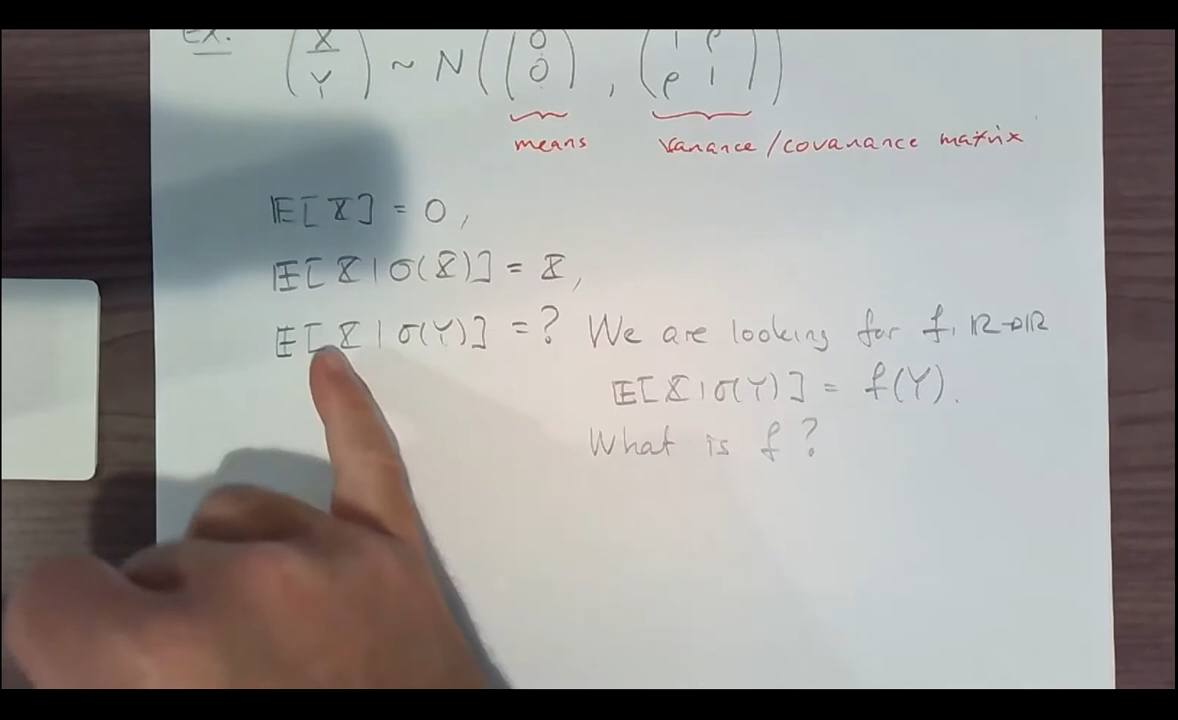 ex. (X Y) ~ N((0 0), (1 ρ ρ 1))
means variance/covariance matrix
E[X] = 0,
E[X|σ(X)] = X,
E[X|σ(Y)] = ? We are looking for f: R→R
E[X|σ(Y)] = f(Y).
What is f?